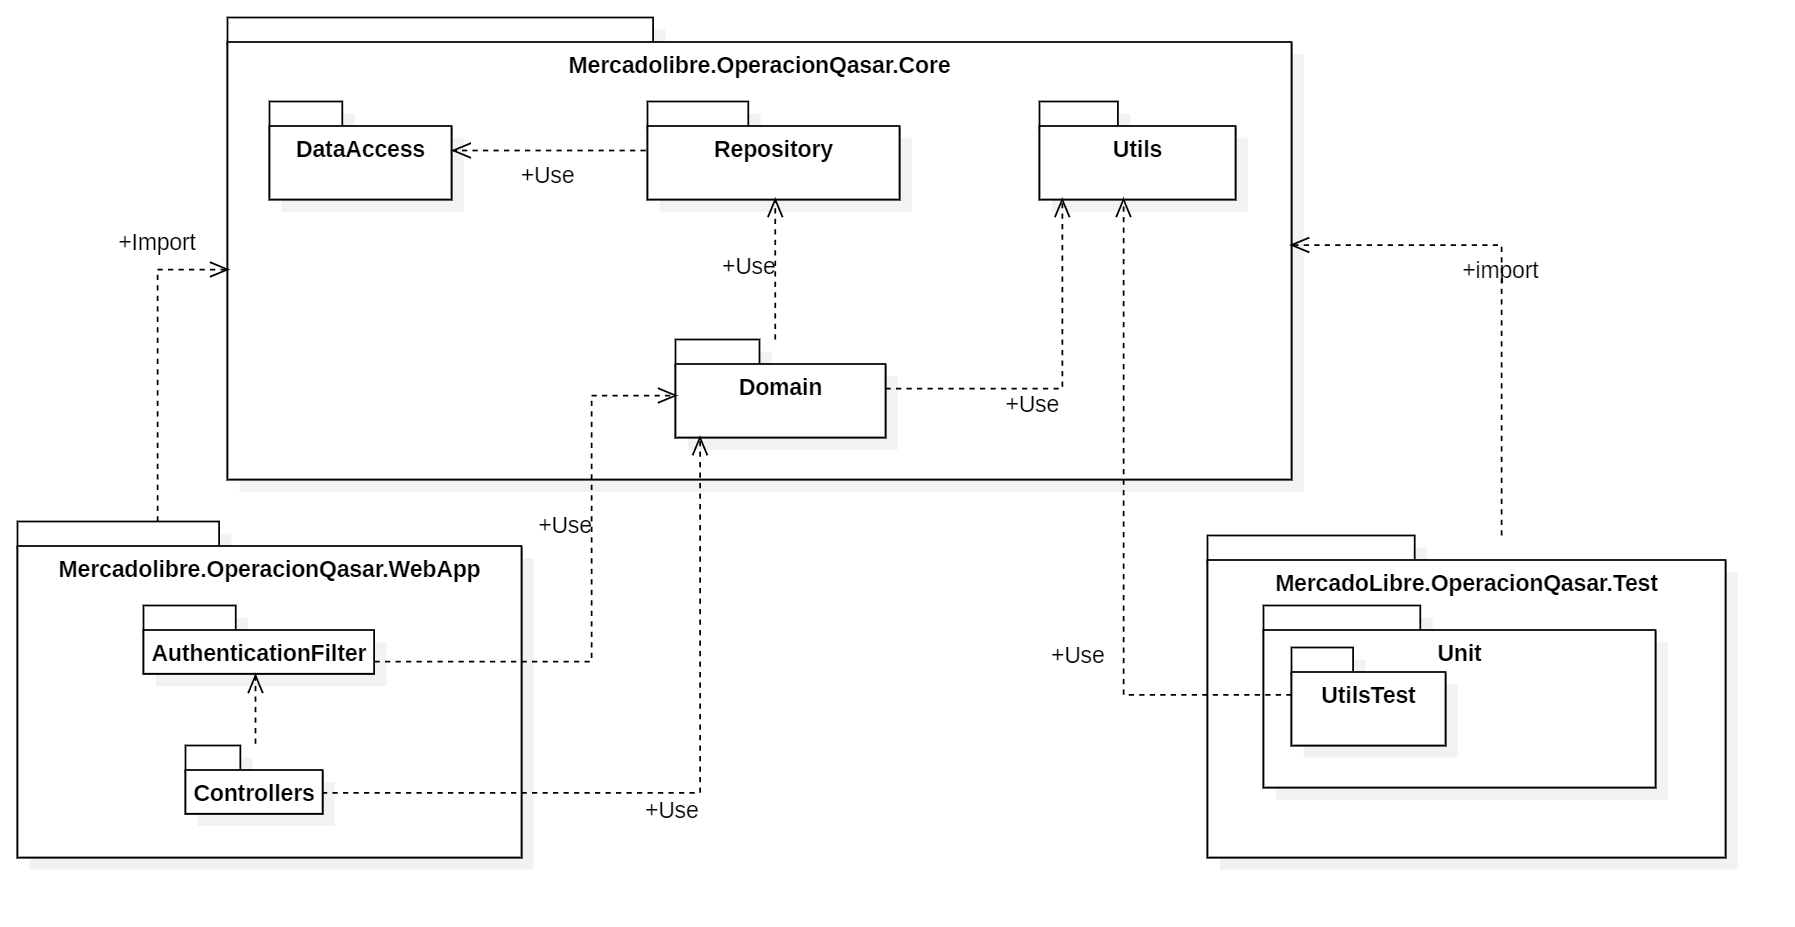 Mercadolibre.OperacionQasar.Core
DataAccess
Repository
Utils
+Use
+Import
+Use
+import
Domain
+Use
+Use
Mercadolibre.OperacionQasar.WebApp
MercadoLibre.OperacionQasar.Test
AuthenticationFilter
+Use
Unit
UtilsTest
Controllers
+Use